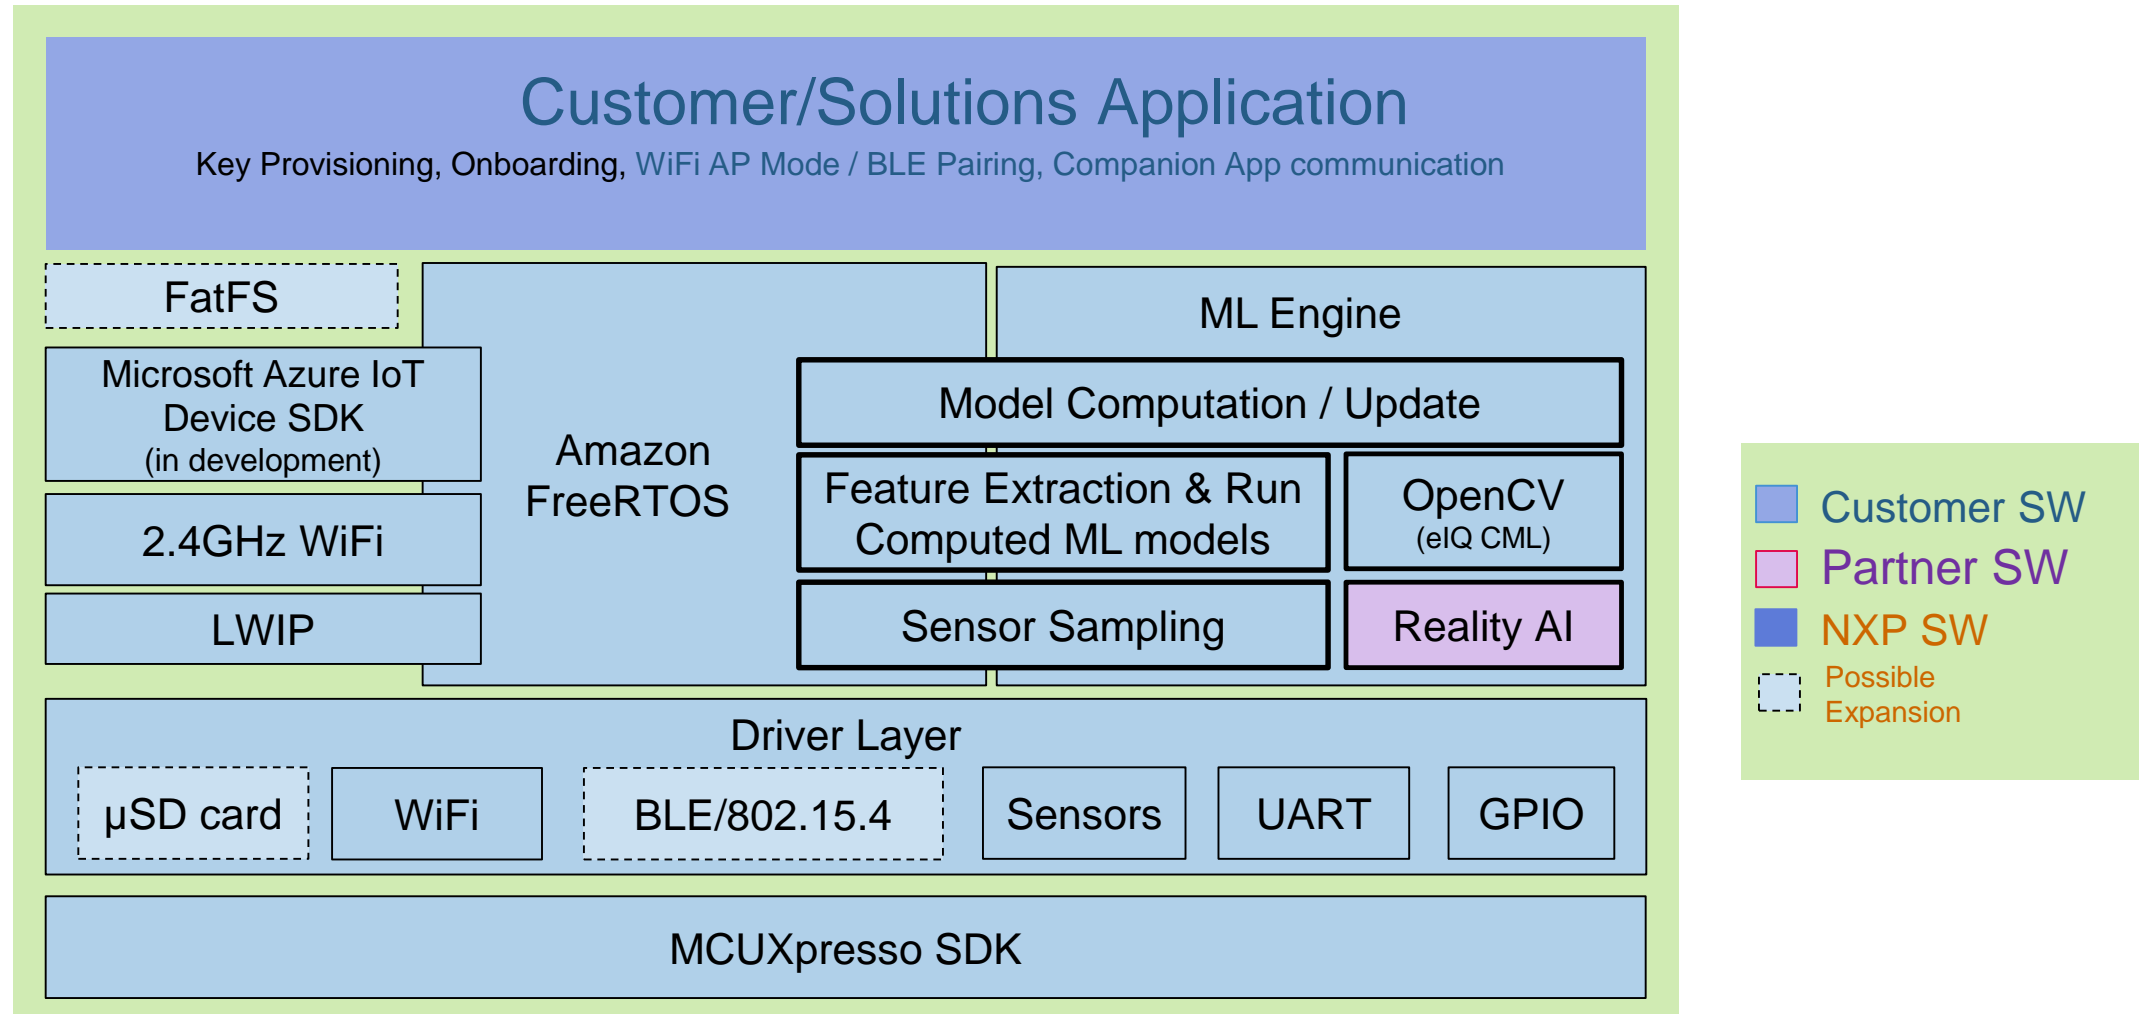 Customer/Solutions Application
Key Provisioning, Onboarding, WiFi AP Mode / BLE Pairing, Companion App communication
FatFS
Microsoft Azure IoT
Device SDK
(in development)
2.4GHz WiFi
LWIP
Amazon
FreeRTOS
ML Engine
Model Computation / Update
Feature Extraction & Run
Computed ML models
OpenCV
(eIQ CML)
Sensor Sampling
Reality AI
Driver Layer
µSD card
WiFi
BLE/802.15.4
Sensors
UART
GPIO
MCUXpresso SDK
Customer SW
Partner SW
NXP SW
Possible
Expansion